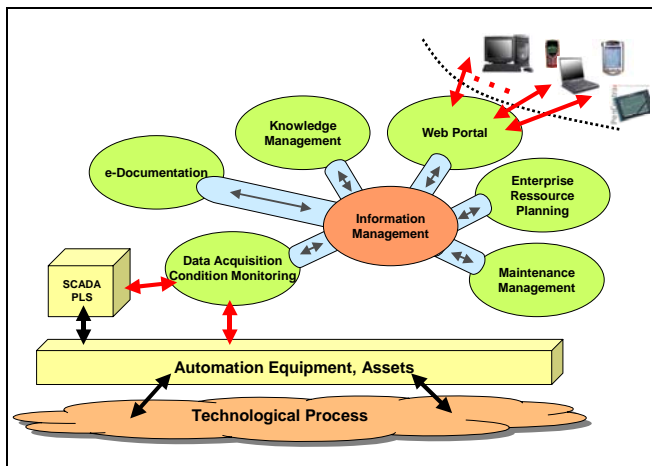 Knowledge
Management
Web Portal
e-Documentation
Enterprise
Ressource
Planning
Information
Management
Data Acquisition
Condition Monitoring
Maintenance
Management
SCADA
PLS
Automation Equipment, Assets
Technological Process